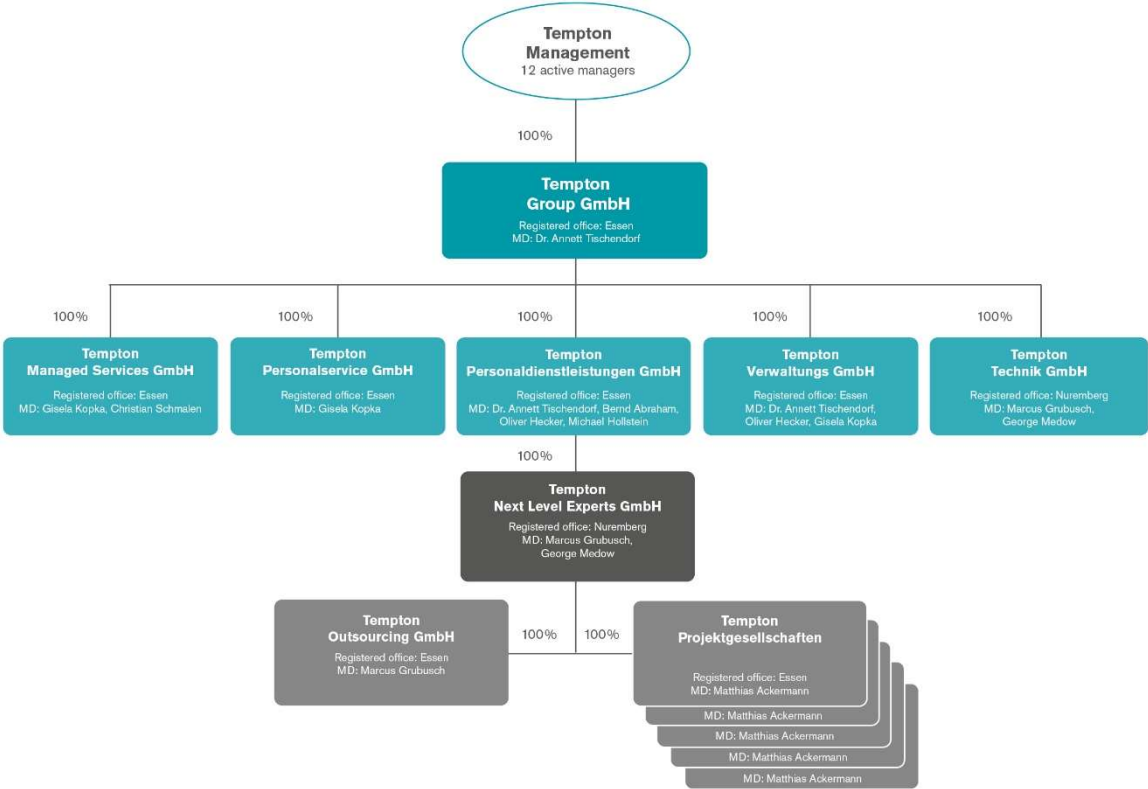 Tempton
Management
12 active managers
100%
Tempton
Group GmbH
Registered office: Essen
MD: Dr. Annett Tischendorf
100%
100%
100%
100%
100%
Tempton
Managed Services GmbH
Registered office: Essen
MD: Gisela Kopka, Christian Schmalen
Tempton
Personalservice GmbH
Registered office: Essen
MD: Gisela Kopka
Tempton
Personaldienstleistungen GmbH
Registered office: Essen
MD: Dr. Annett Tischendorf, Bernd Abraham,
Oliver Hecker, Michael Hollstein
Tempton
Verwaltungs GmbH
Registered office: Essen
MD: Dr. Annett Tischendorf,
Oliver Hecker, Gisela Kopka
Tempton
Technik GmbH
Registered office: Nuremberg
MD: Marcus Grubusch,
George Medow
100%
Tempton
Next Level Experts GmbH
Registered office: Nuremberg
MD: Marcus Grubusch,
George Medow
Tempton
Outsourcing GmbH
Registered office: Essen
MD: Marcus Grubusch
100%
100%
Tempton
Projektgesellschaften
Registered office: Essen
MD: Matthias Ackermann
MD: Matthias Ackermann
MD: Matthias Ackermann
MD: Matthias Ackermann
MD: Matthias Ackermann